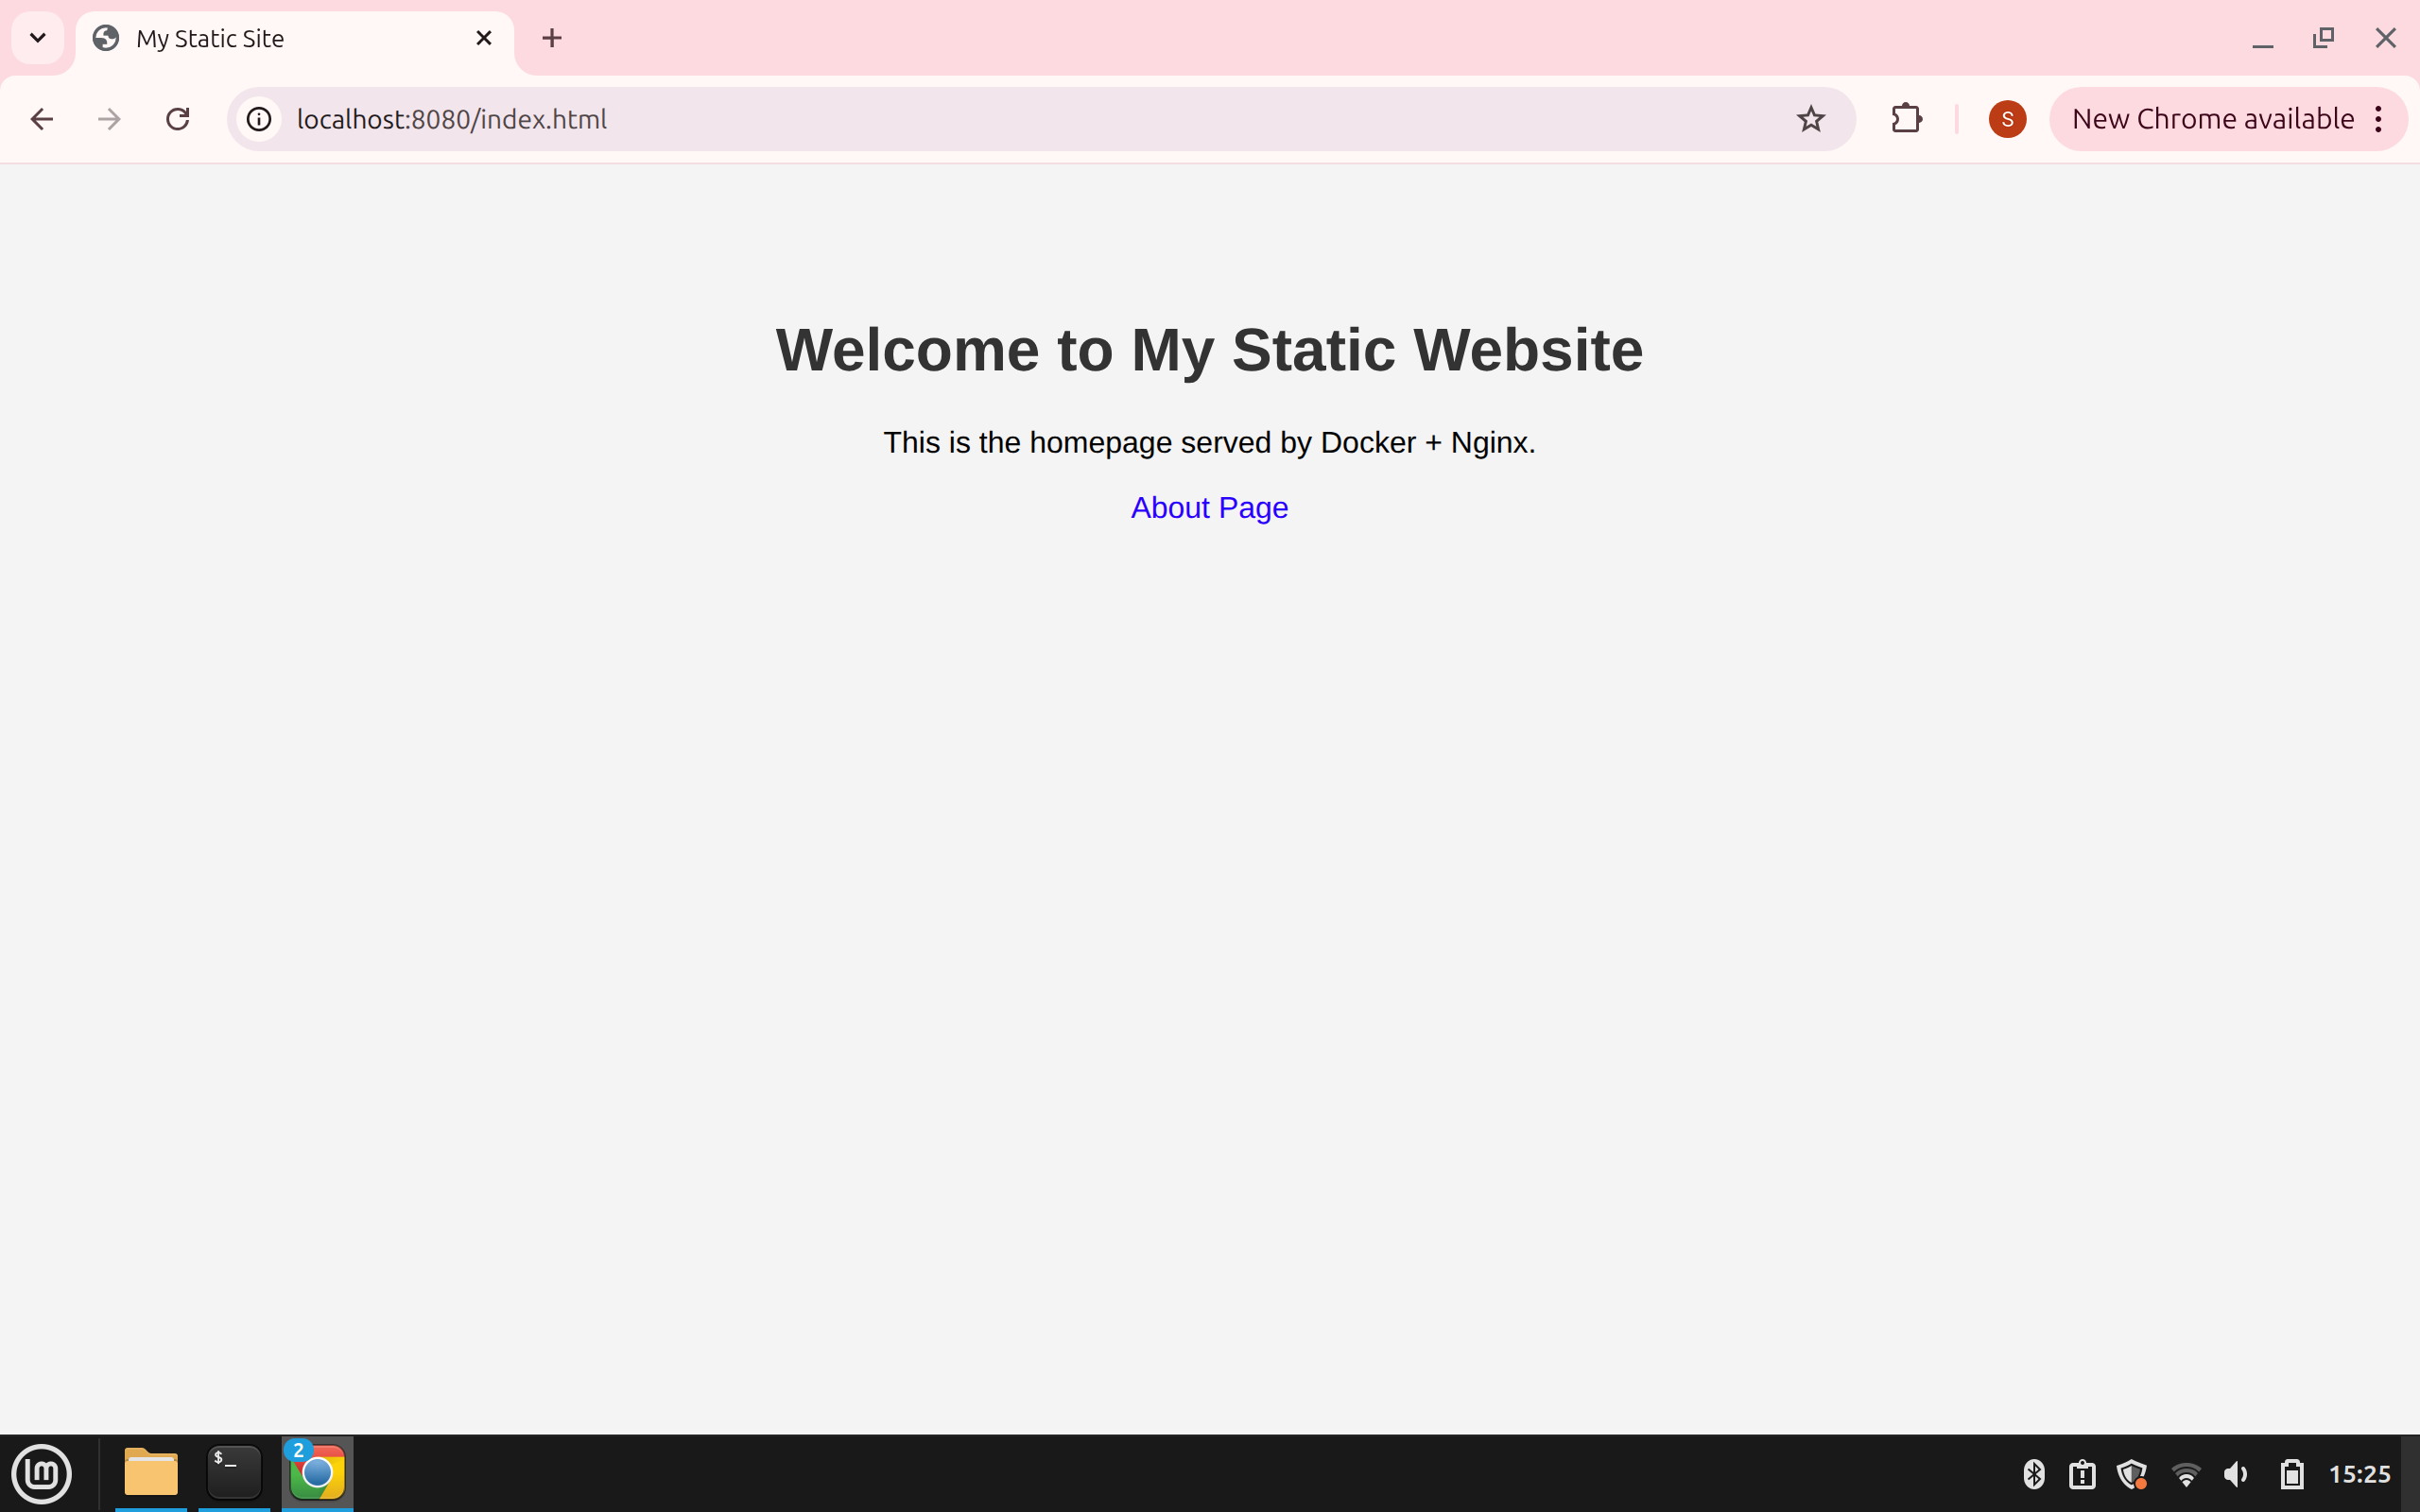 My Static Site
localhost:8080/index.html
S
New Chrome available
Welcome to My Static Website
This is the homepage served by Docker + Nginx.
About Page
$_
2
15:25